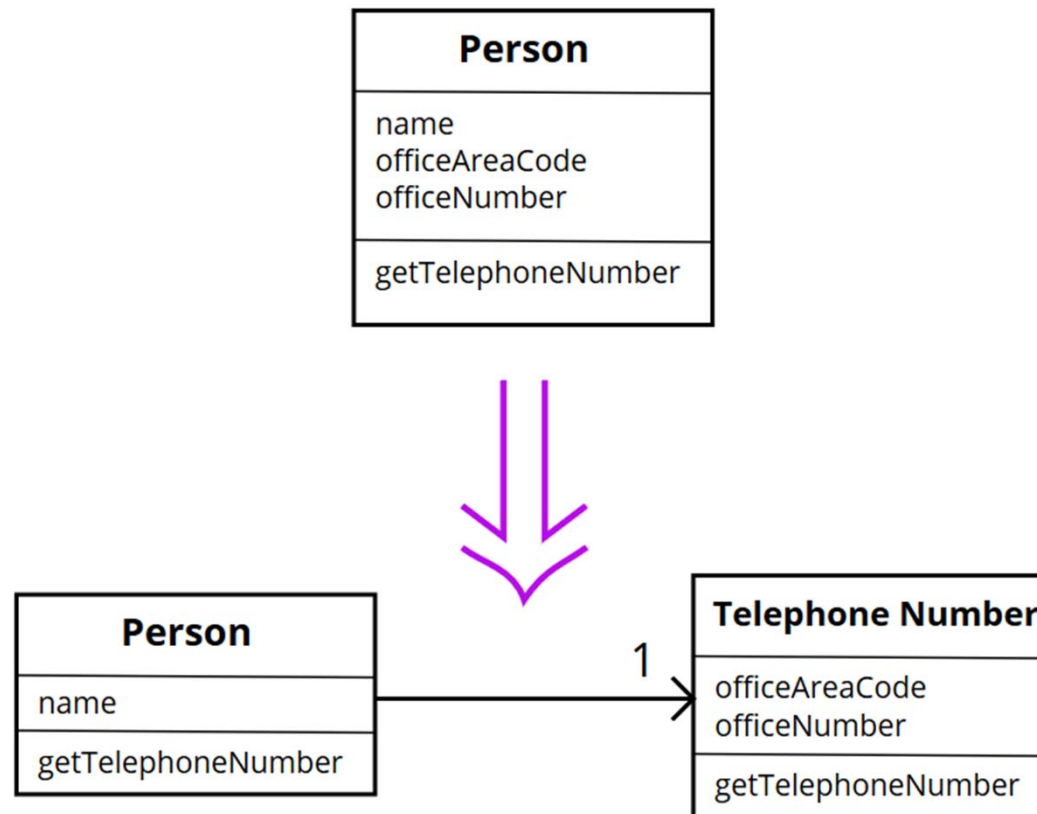 Person
name
officeAreaCode
officeNumber
getTelephoneNumber
Person
name
getTelephoneNumber
1
Telephone Number
officeAreaCode
officeNumber
getTelephoneNumber